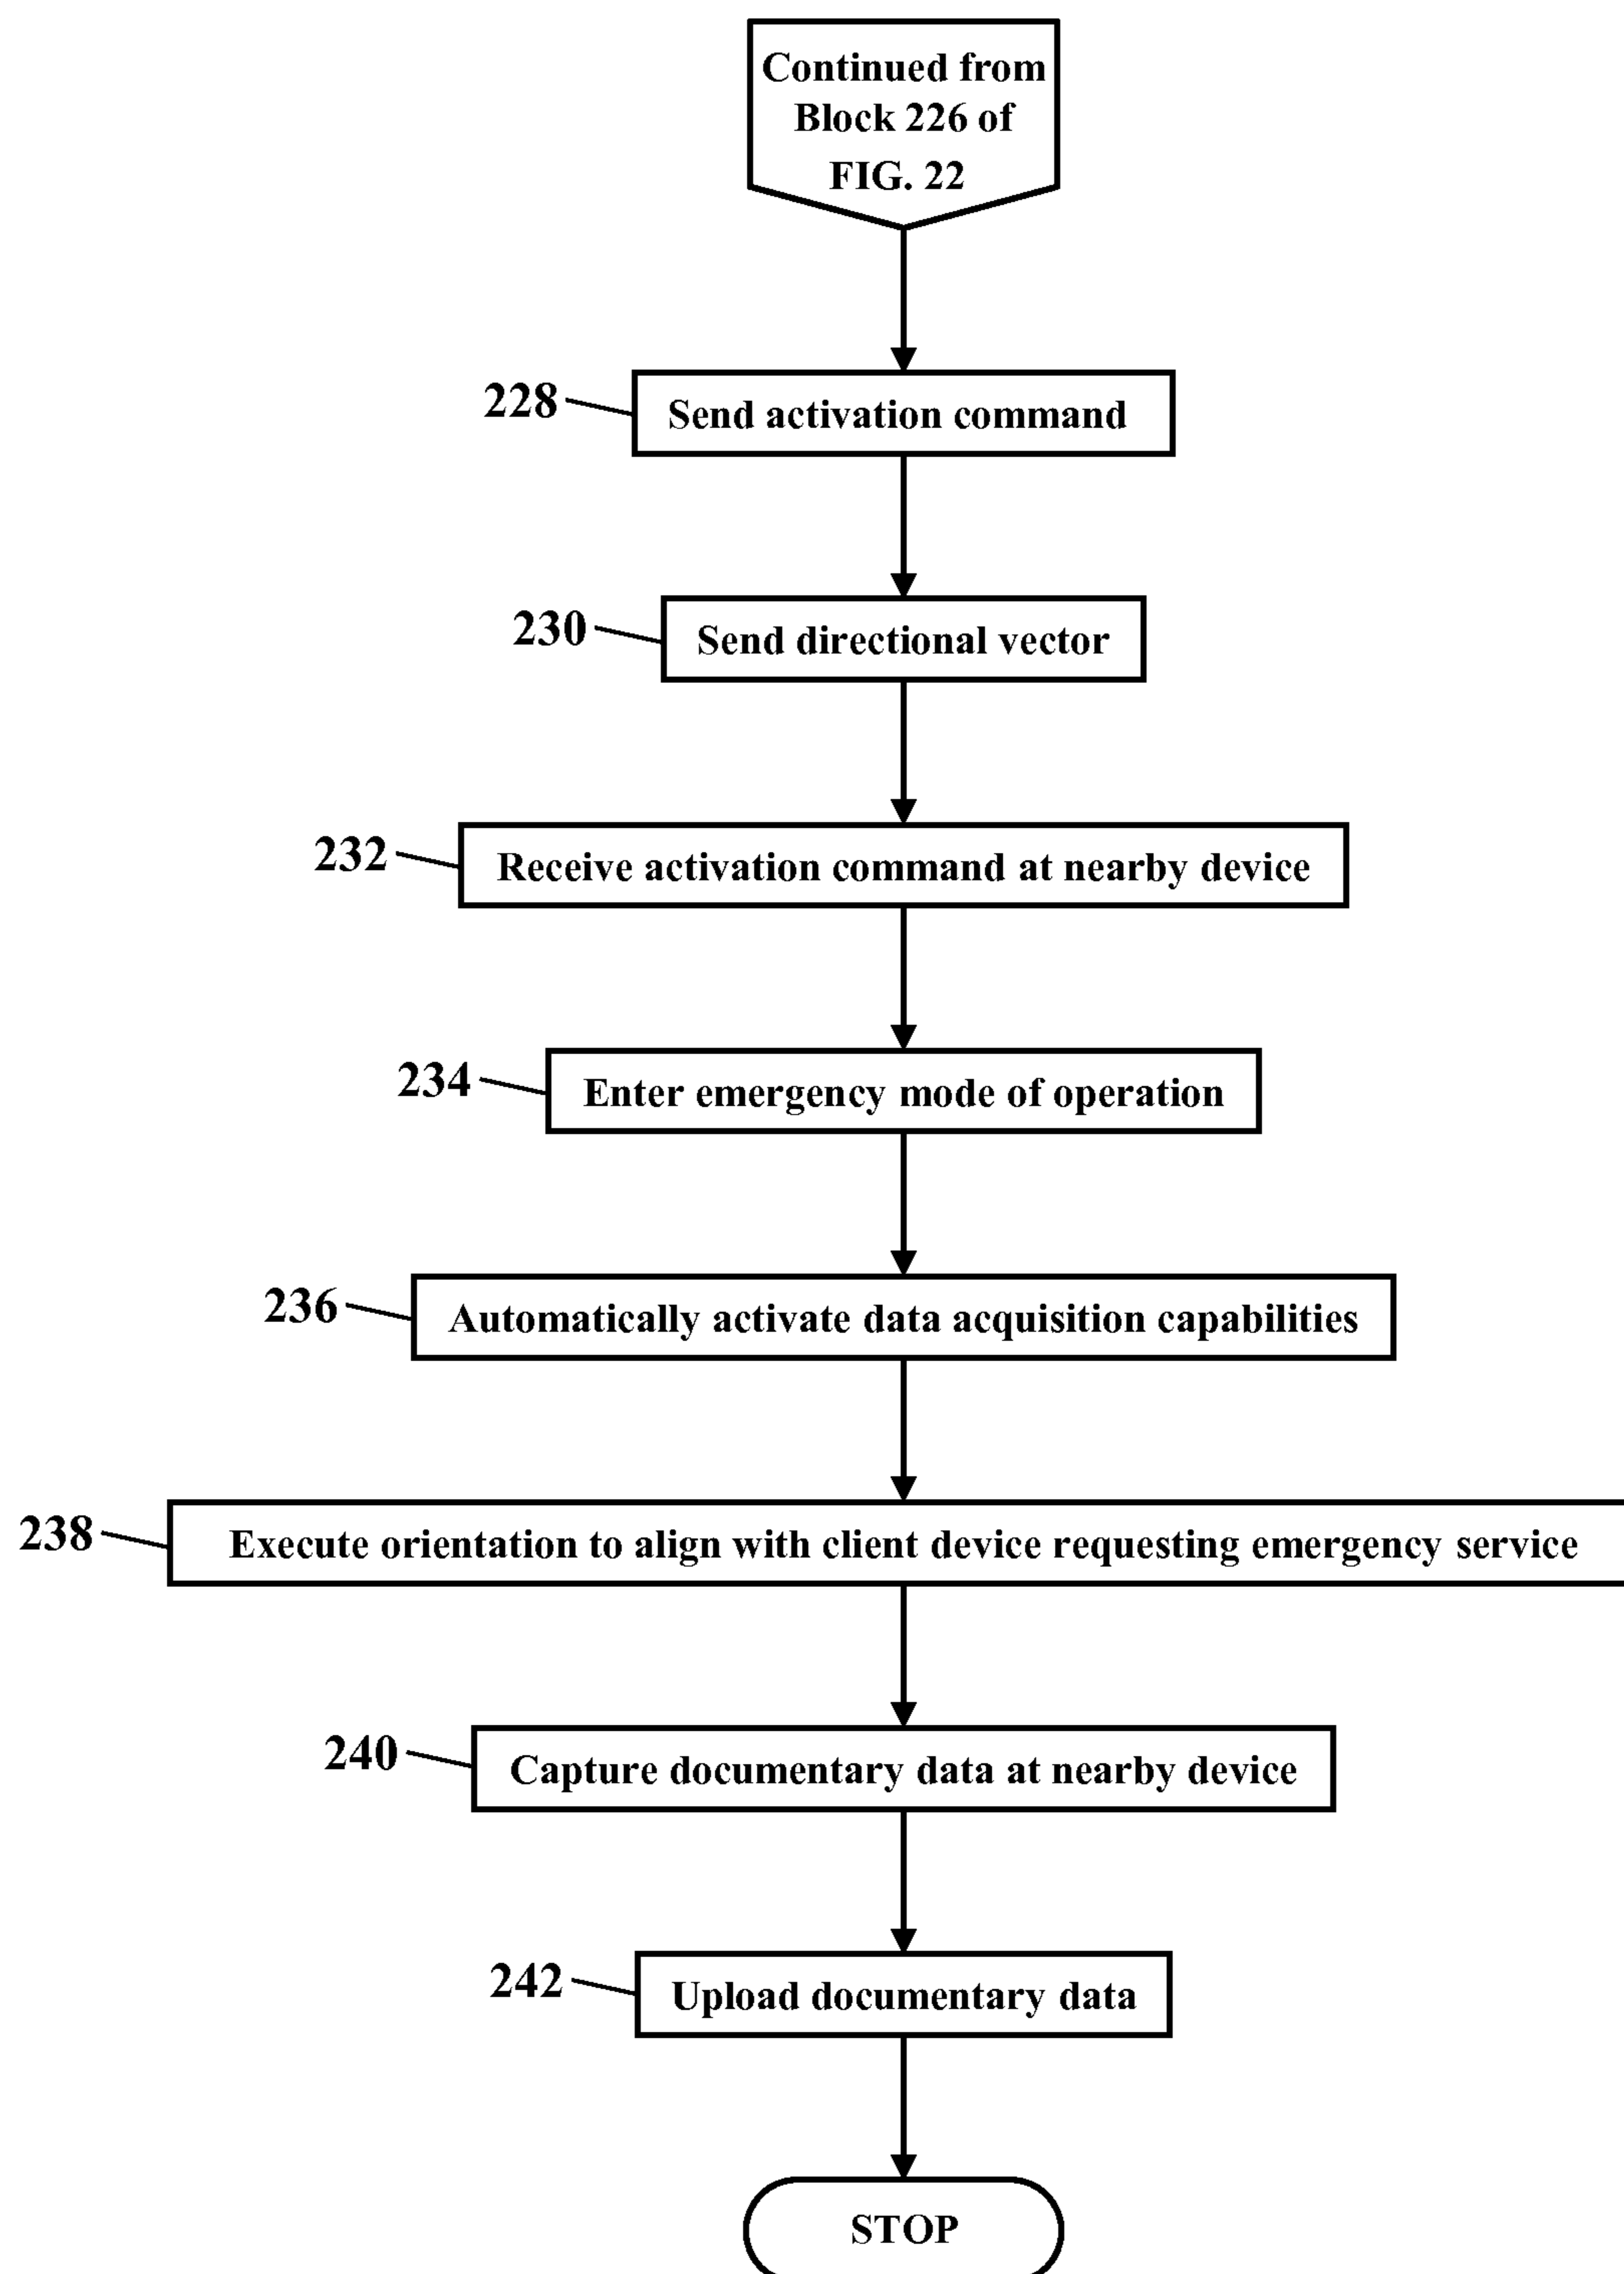 Continued from
Block 226 of
FIG. 22
228
Send activation command
230
Send directional vector
232
Receive activation command at nearby device
234
Enter emergency mode of operation
236
Automatically activate data acquisition capabilities
238
Execute orientation to align with client device requesting emergency service
240
Capture documentary data at nearby device
242
Upload documentary data
STOP